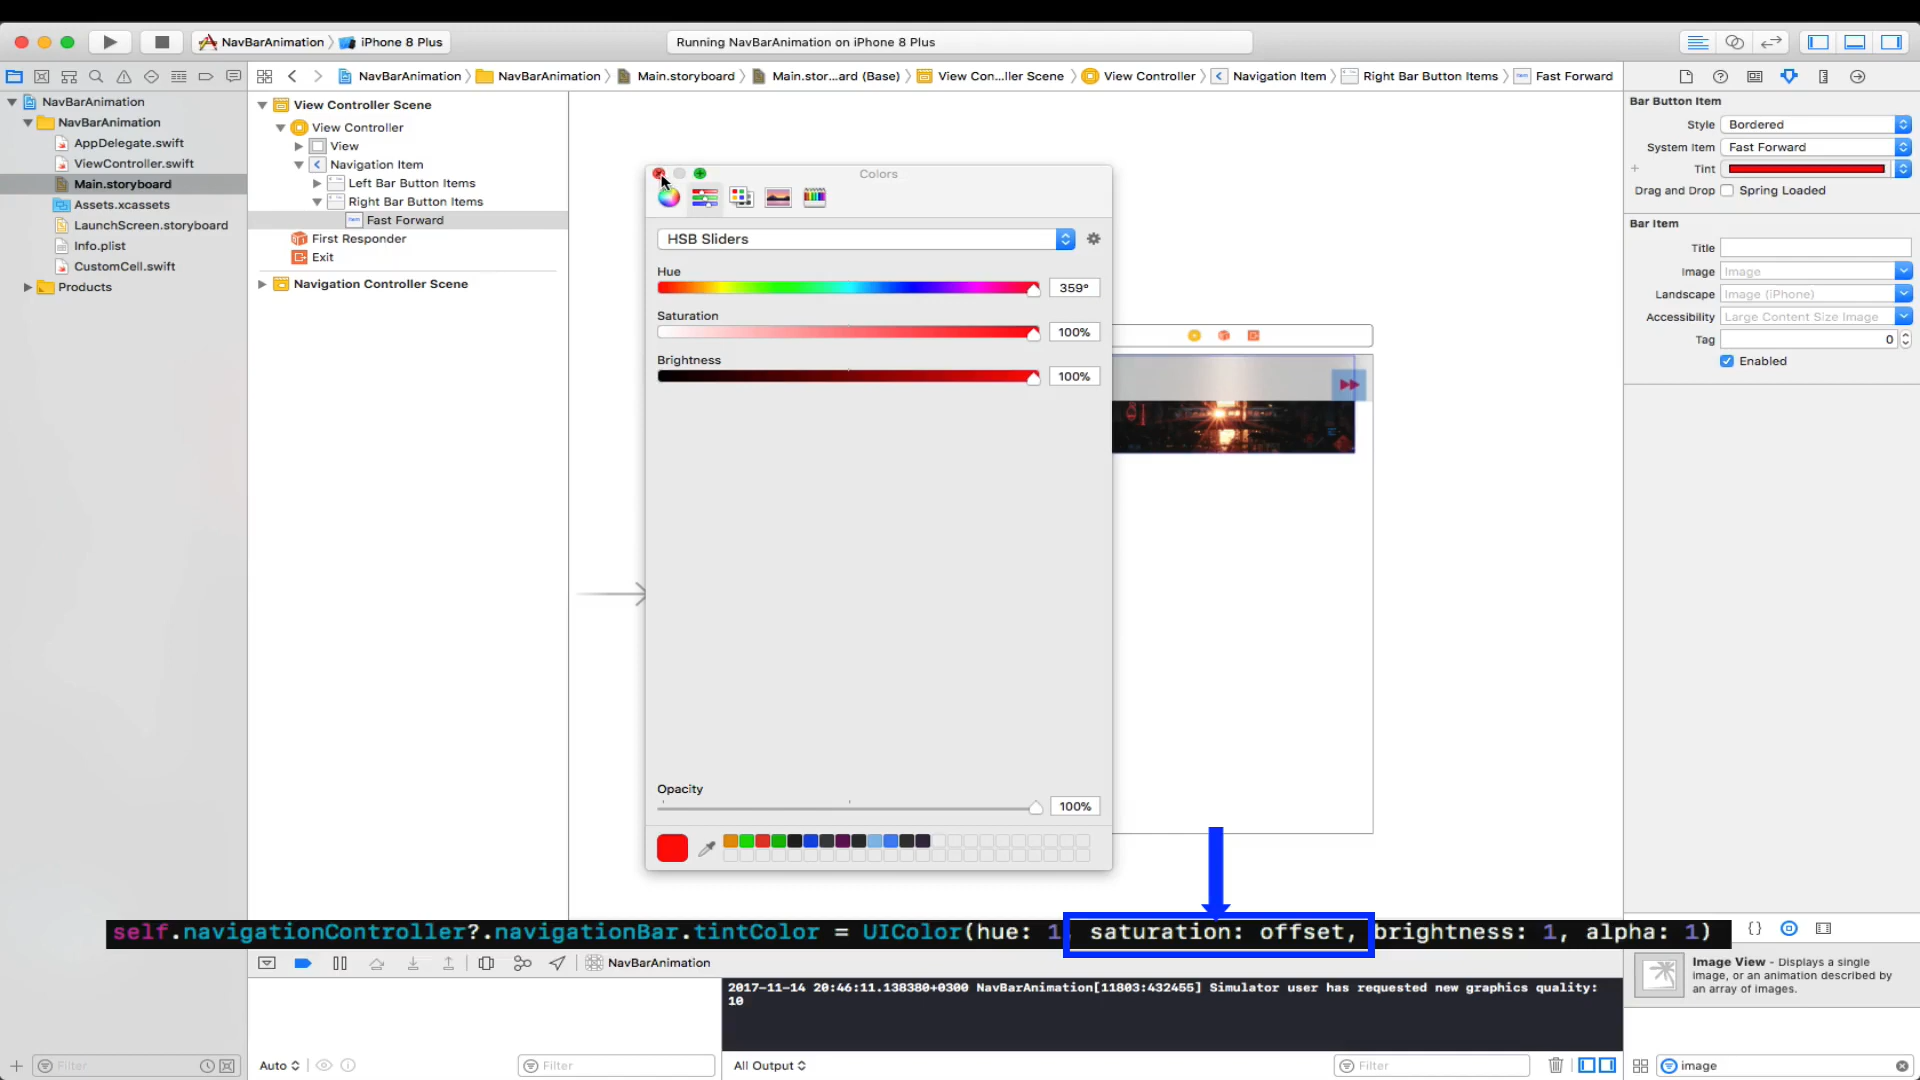 NavBarAnimation
iPhone 8 Plus
Running NavBarAnimation on iPhone 8 Plus
NavBarAnimation
NavBarAnimation
Main.storyboard
Main.stor...ard (Base)
View Con...ller Scene
View Controller
Navigation Item
Right Bar Button Items
Fast Forward
NavBarAnimation
NavBarAnimation
AppDelegate.swift
ViewController.swift
Main.storyboard
Assets.xcassets
LaunchScreen.storyboard
Info.plist
CustomCell.swift
Products
View Controller Scene
View Controller
View
Navigation Item
Left Bar Button Items
Right Bar Button Items
Fast Forward
First Responder
Exit
Navigation Controller Scene
Colors
HSB Sliders
Hue
359°
Saturation
100%
Brightness
100%
Opacity
100%
Bar Button Item
Style Bordered
System Item Fast Forward
Tint
Drag and Drop Spring Loaded
Bar Item
Title
Image Image
Landscape Image (iPhone)
Accessibility Large Content Size Image
Tag 0
Enabled
self.navigationController?.navigationBar.tintColor = UIColor(hue: 1, saturation: offset, brightness: 1, alpha: 1)
NavBarAnimation
2017-11-14 20:46:11.138380+0300 NavBarAnimation[11803:432455] Simulator user has requested new graphics quality:
10
Image View - Displays a single
image, or an animation described by
an array of images.
Filter
Auto
Filter
All Output
Filter
image